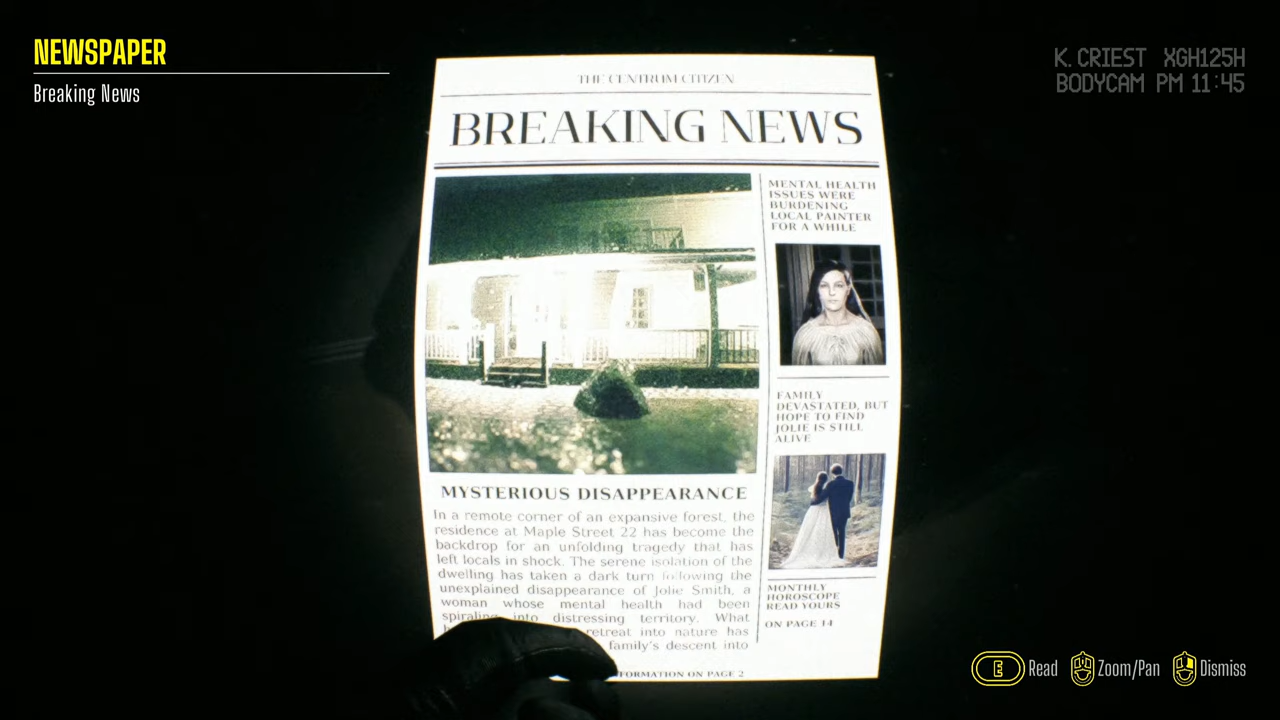 NEWSPAPER
Breaking News
K. CRIEST XGH125H
BODYCAM PM 11:45
THE CENTRUM CITIZEN
BREAKING NEWS
MYSTERIOUS DISAPPEARANCE
In a remote corner of an expansive forest, the
residence at Maple Street 22 has become the
backdrop for an unfolding tragedy that has
left locals in shock. The serene isolation of the
dwelling has taken a dark turn following the
unexplained disappearance of Jolie Smith, a
woman whose mental health had been
spiraling into distressing territory. What
retreat into nature has
family's descent into
ON PAGE 2
MENTAL HEALTH
ISSUES WERE
BURDENING
LOCAL PAINTER
FOR A WHILE
FAMILY
DEVASTATED, BUT
HOPE TO FIND
JOLIE IS STILL
ALIVE
MONTHLY
HOROSCOPE
READ YOURS
ON PAGE 14
E Read Zoom/Pan Dismiss